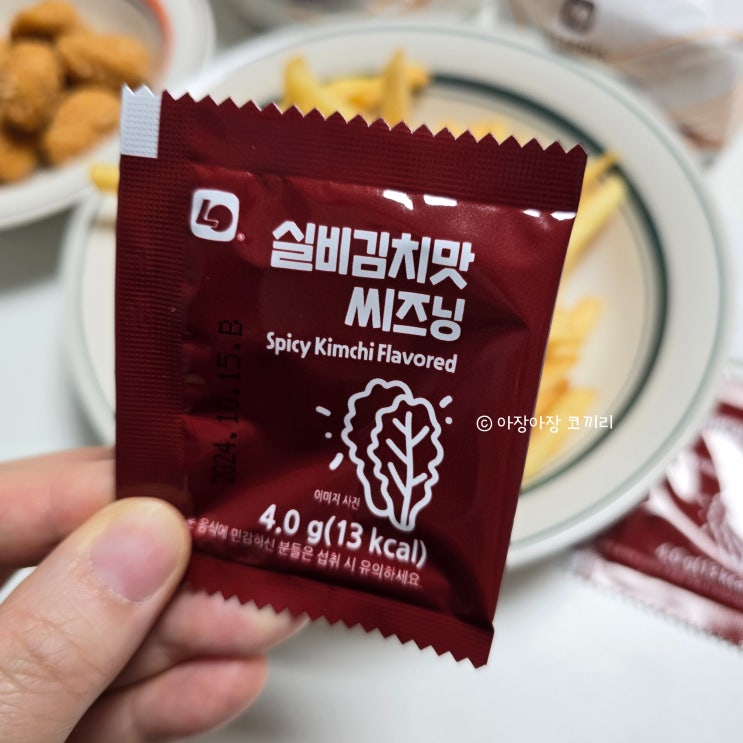 실비김치맛
씨즈닝
Spicy Kimchi Flavored
2024.10.15.B
ⓒ 아장아장 코끼리
이미지 사진
4.0 g(13 kcal)
음식에 민감하신 분들은 섭취 시 유의하세요.